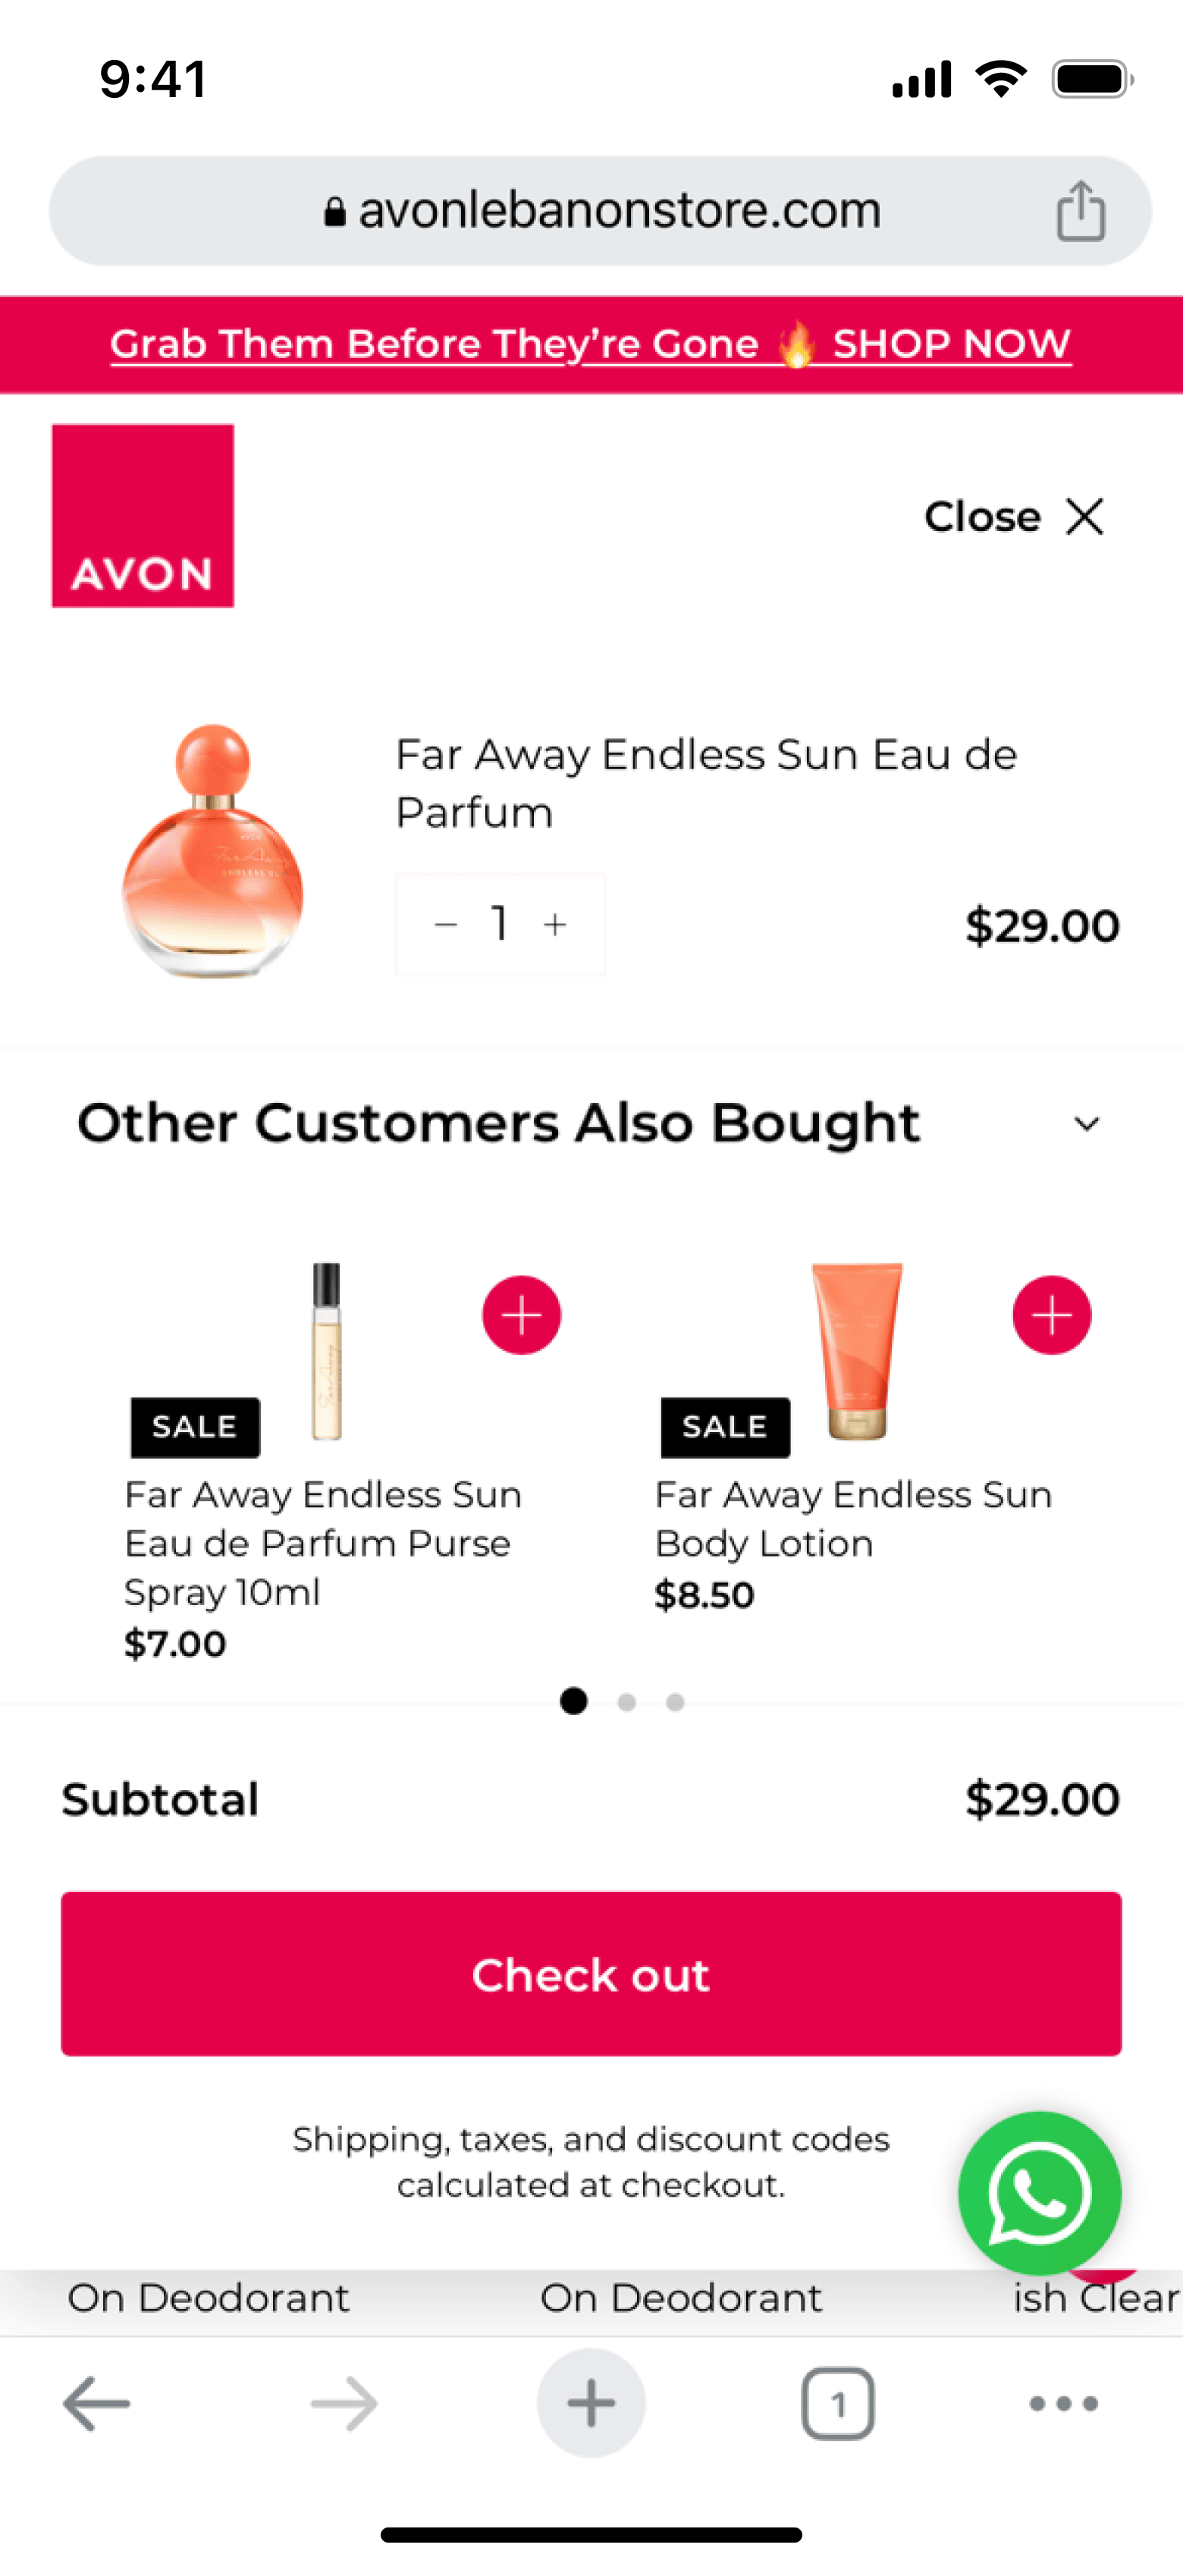 9:41
avonlebanonstore.com
Grab Them Before They’re Gone 🔥 SHOP NOW
AVON
Close
Far Away Endless Sun Eau de
Parfum
− 1 +
$29.00
Other Customers Also Bought
SALE
Far Away Endless Sun
Eau de Parfum Purse
Spray 10ml
$7.00
SALE
Far Away Endless Sun
Body Lotion
$8.50
Subtotal
$29.00
Check out
Shipping, taxes, and discount codes
calculated at checkout.
On Deodorant
On Deodorant
ish Clear
1